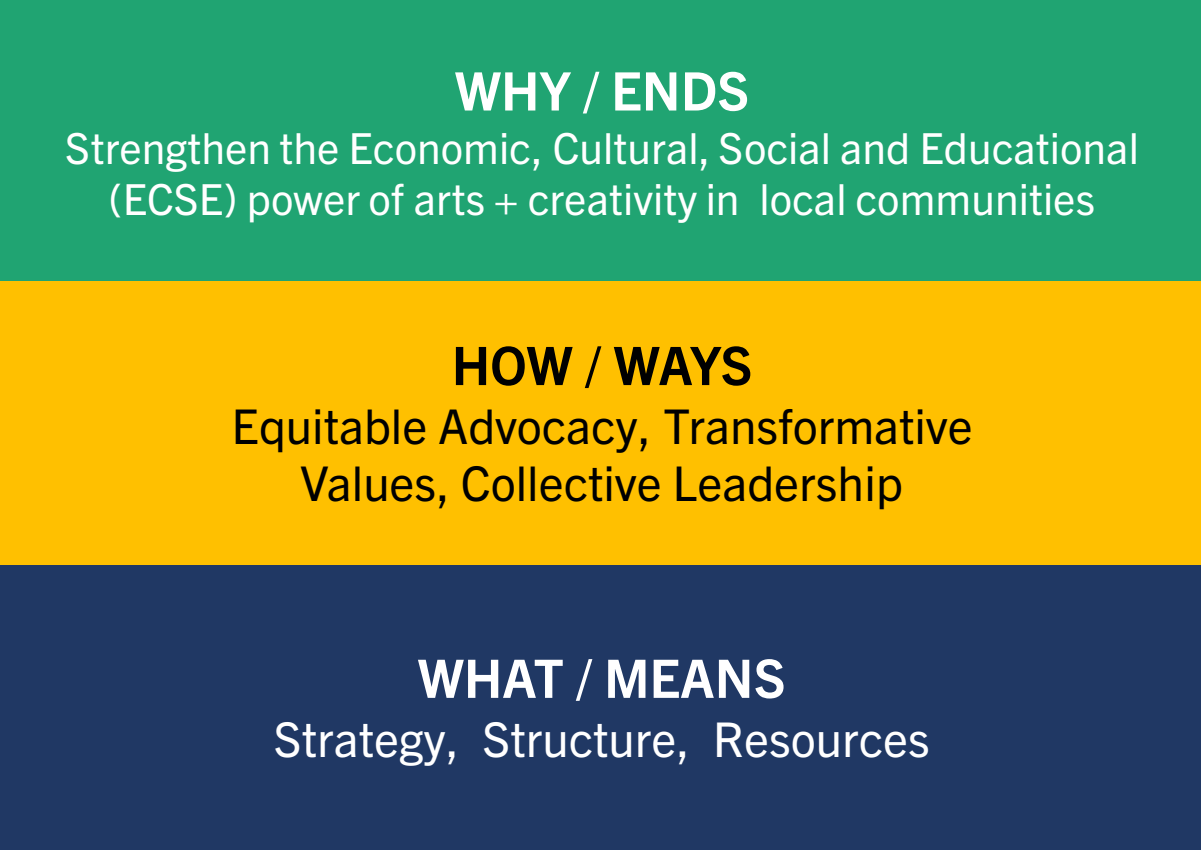 WHY / ENDS
Strengthen the Economic, Cultural, Social and Educational
(ECSE) power of arts + creativity in  local communities
HOW / WAYS
Equitable Advocacy, Transformative
Values, Collective Leadership
WHAT / MEANS
Strategy,  Structure,  Resources